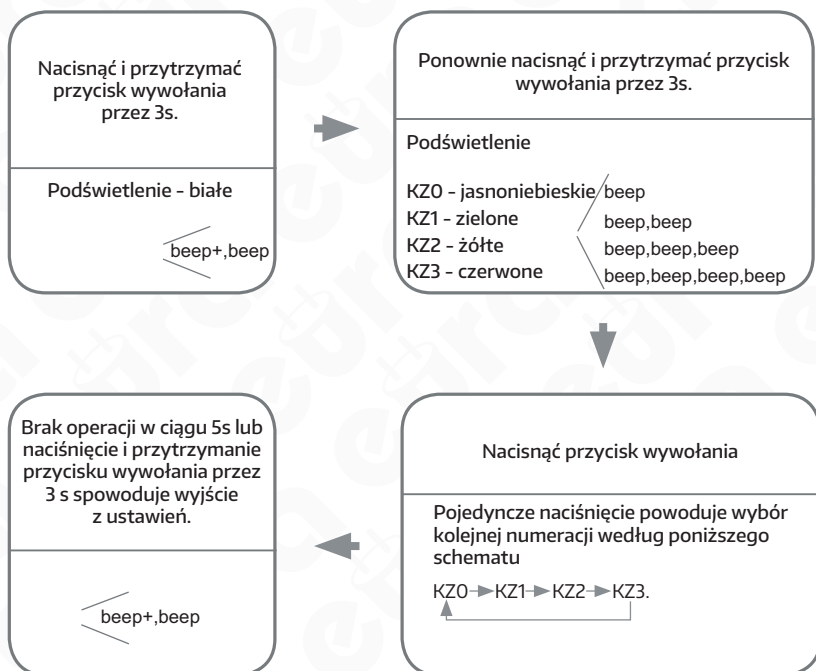 Nacisnąć i przytrzymać
przycisk wywołania
przez 3s.
Podświetlenie - białe
beep+,beep
Ponownie nacisnąć i przytrzymać przycisk
wywołania przez 3s.
Podświetlenie
KZ0 - jasnoniebieskie beep
KZ1 - zielone beep,beep
KZ2 - żółte beep,beep,beep
KZ3 - czerwone beep,beep,beep,beep
Nacisnąć przycisk wywołania
Pojedyncze naciśnięcie powoduje wybór
kolejnej numeracji według poniższego
schematu
KZ0 KZ1 KZ2 KZ3.
Brak operacji w ciągu 5s lub
naciśnięcie i przytrzymanie
przycisku wywołania przez
3 s spowoduje wyjście
z ustawień.
beep+,beep